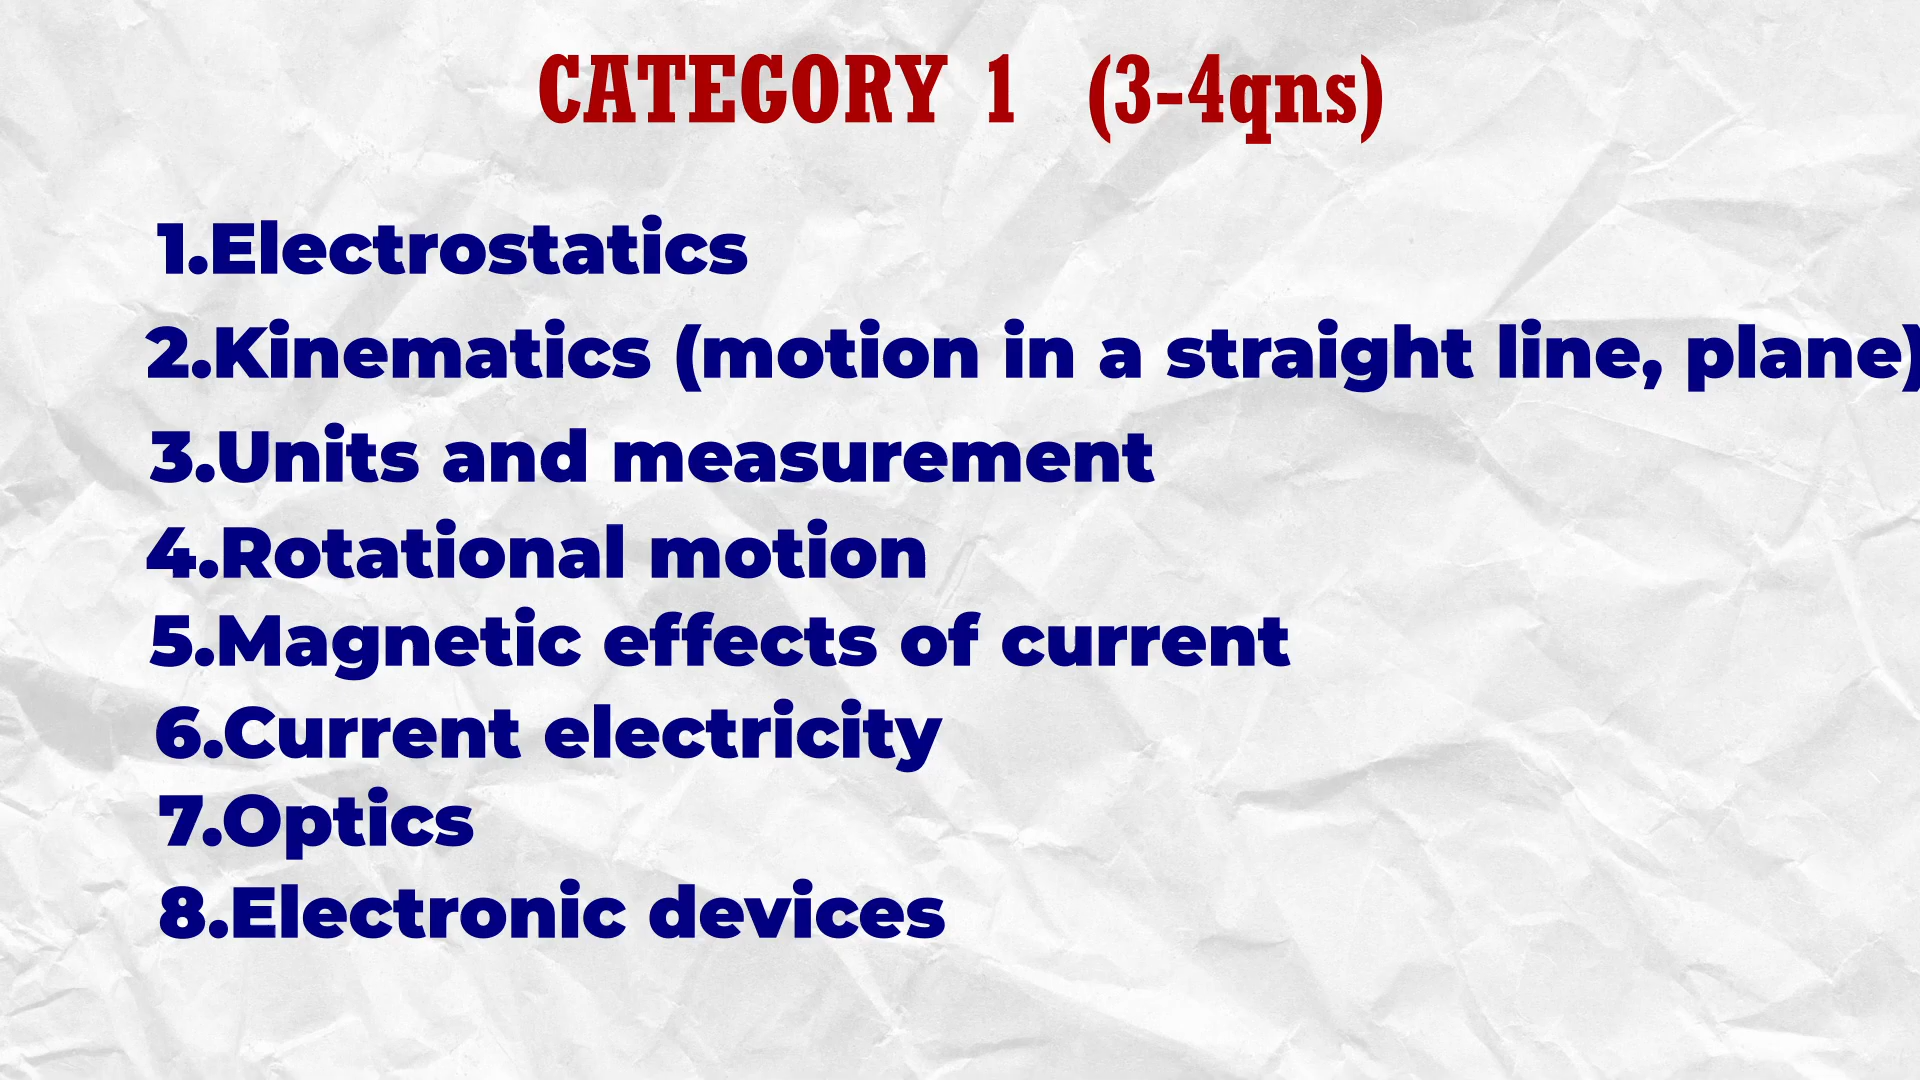 CATEGORY 1 (3-4qns)
1.Electrostatics
2.Kinematics (motion in a straight line, plane)
3.Units and measurement
4.Rotational motion
5.Magnetic effects of current
6.Current electricity
7.Optics
8.Electronic devices